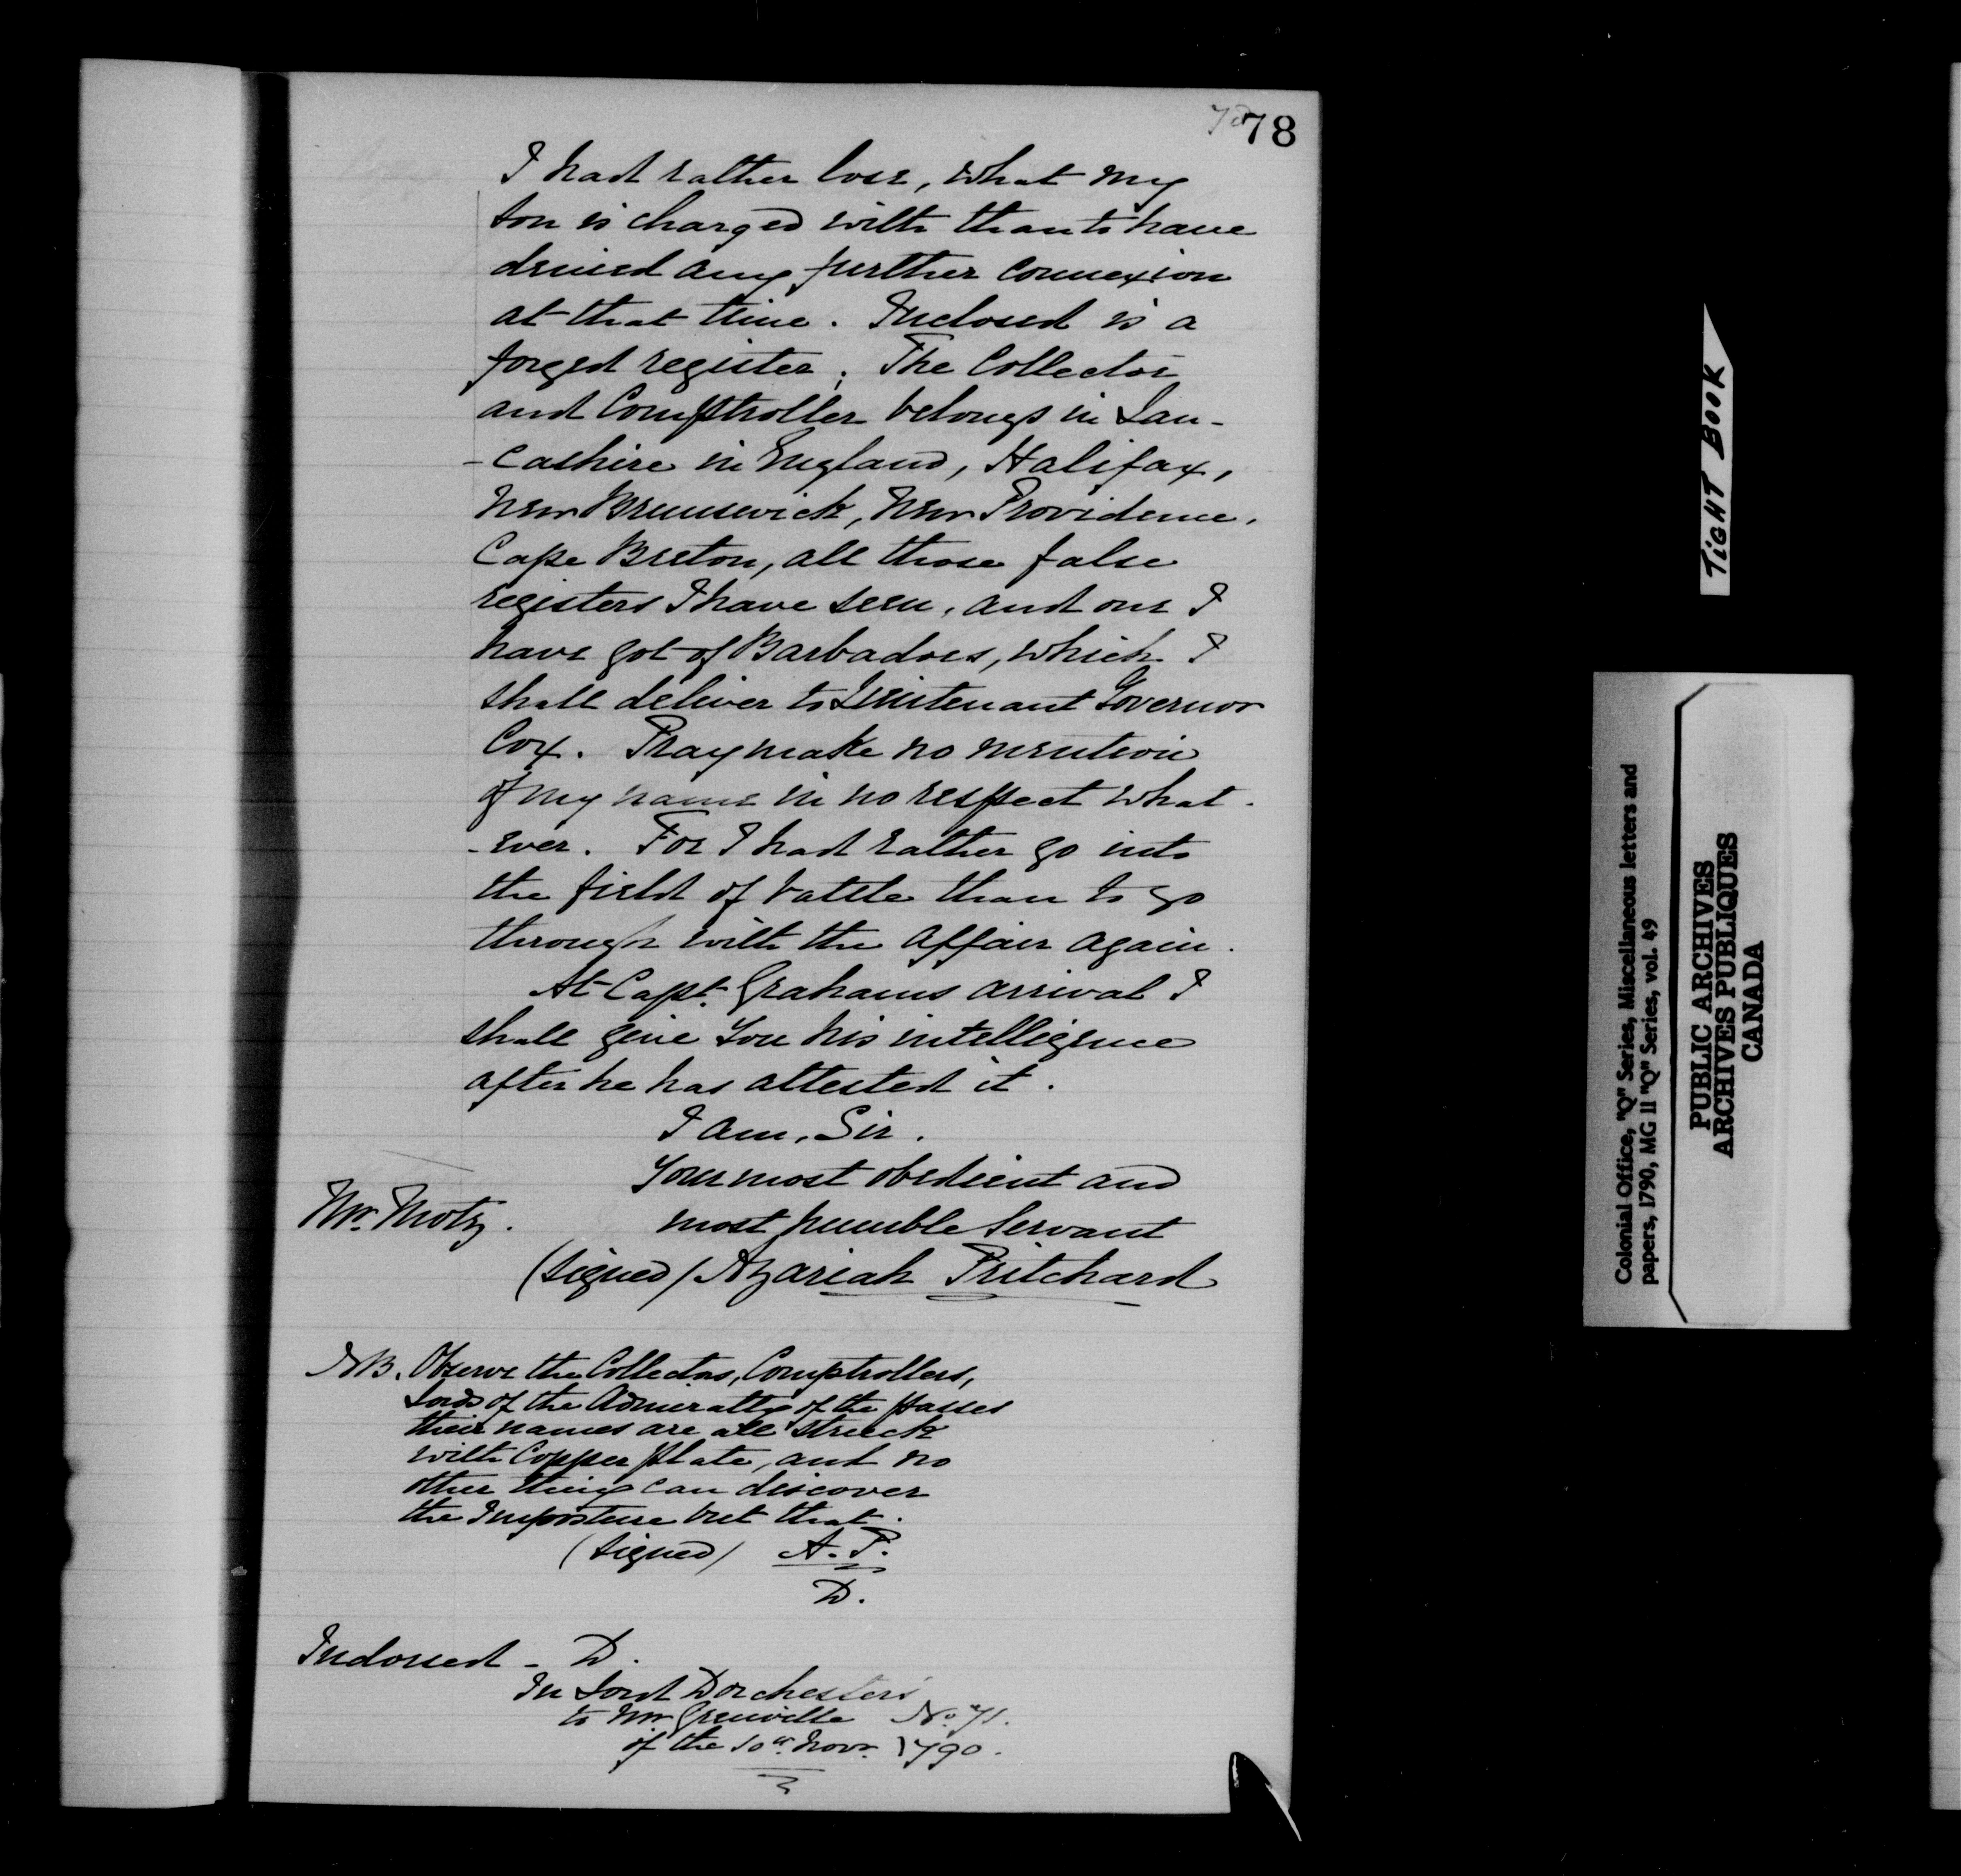 78
I had rather lose, what my
son is charged with than to have
denied any further connexion
at that time. Inclosed is a
forged register. The Collector
and Comptroller belongs in Lan-
-cashire in England, Halifax,
New Brunswick, New Providence,
Cape Breton, all those false
registers I have seen, and one I
have got of Barbadoes, which I
shall deliver to Lieutenant Governor
Cox. Pray make no mention
of my name in no respect what-
-ever. For I had rather go into
the field of battle than to go
through with the affair again.
At Capt. Grahams arrival I
shall give you his intelligence
after he has attested it.
I am, Sir.
Your most obedient and
Mr. Motz. most humble Servant
(signed) Azariah Pritchard
NB. Observe the Collectors, Comptrollers,
Lords of the Admiralty of the passes
their names are all struck
with Copper plate, and no
other thing can discover
the Imposture but that.
(signed) A. P.
D.
Indorsed - D.
In Lord Dorchester's
to Mr Grenville No. 71.
of the 10th Novr. 1790.
TIGHT BOOK
Colonial Office, "Q" Series, Miscellaneous letters and
papers, 1790, MG 11 "Q" Series, vol. 49
PUBLIC ARCHIVES
ARCHIVES PUBLIQUES
CANADA